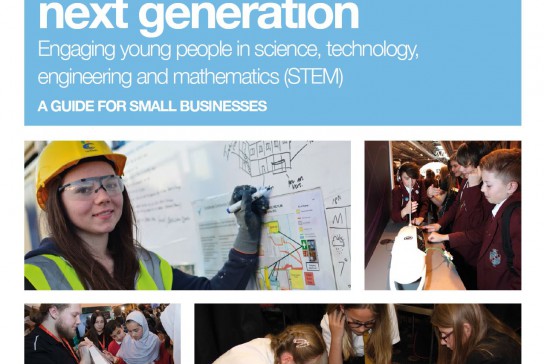 next generation
Engaging young people in science, technology,
engineering and mathematics (STEM)
A GUIDE FOR SMALL BUSINESSES